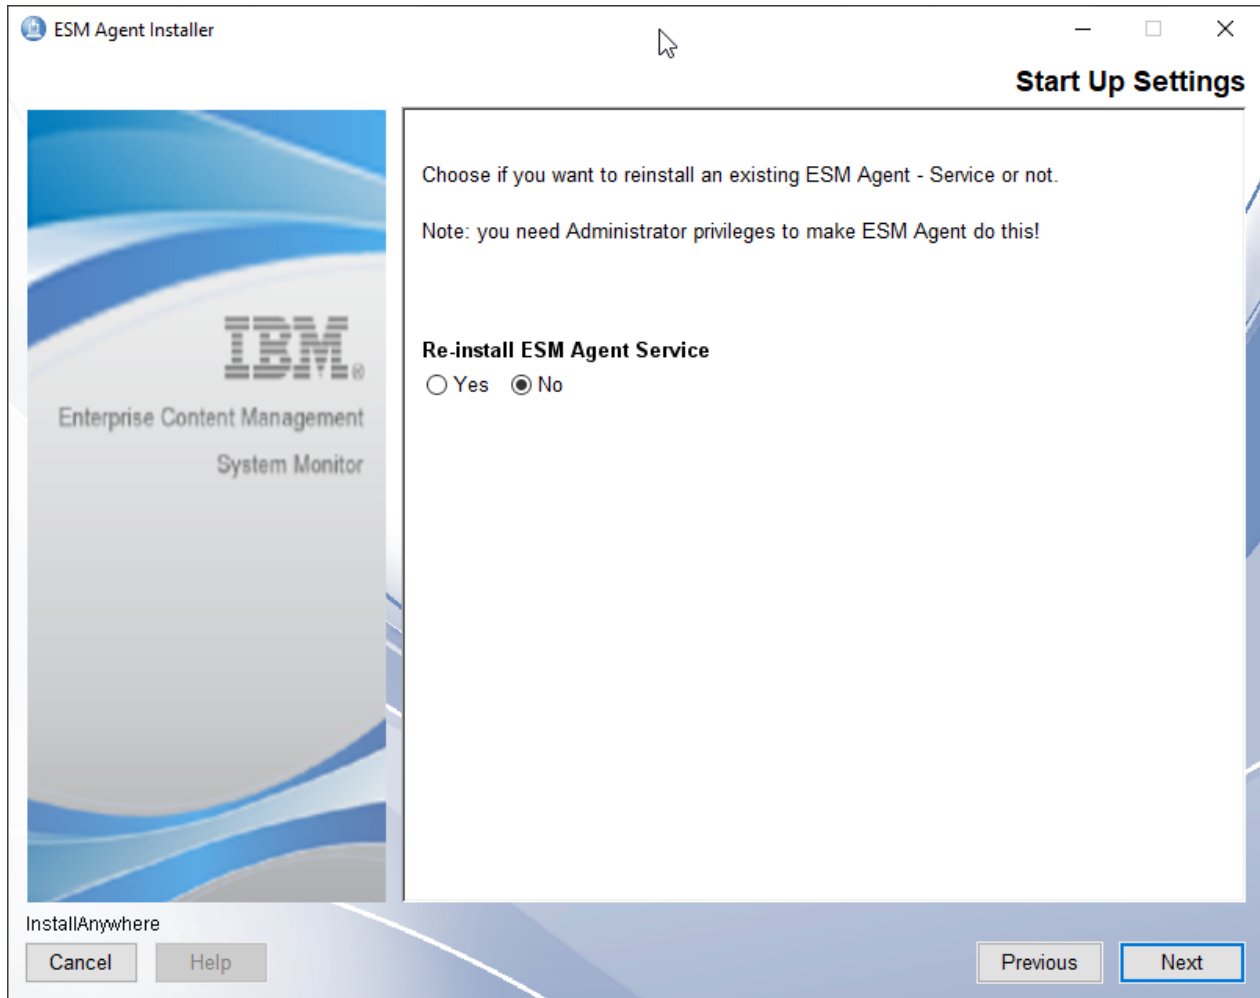 ESM Agent Installer
Start Up Settings
Choose if you want to reinstall an existing ESM Agent - Service or not.
Note: you need Administrator privileges to make ESM Agent do this!
IBM®
Enterprise Content Management
System Monitor
Re-install ESM Agent Service
Yes No
InstallAnywhere
Cancel Help Previous Next